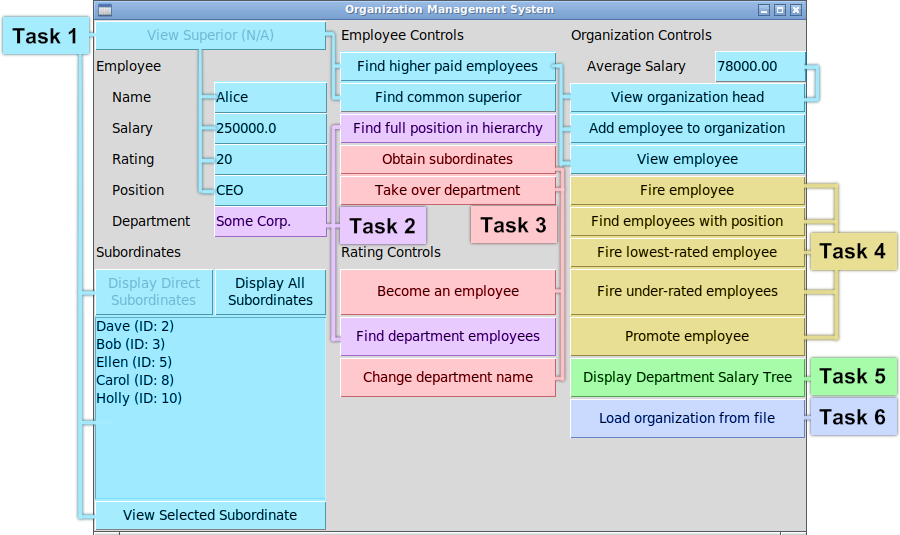 Organization Management System
Task 1
View Superior (N/A)
Employee
Name
Alice
Salary
250000.0
Rating
20
Position
CEO
Department
Some Corp.
Subordinates
Display Direct
Subordinates
Display All
Subordinates
Dave (ID: 2)
Bob (ID: 3)
Ellen (ID: 5)
Carol (ID: 8)
Holly (ID: 10)
View Selected Subordinate
Employee Controls
Find higher paid employees
Find common superior
Find full position in hierarchy
Obtain subordinates
Take over department
Task 2
Task 3
Rating Controls
Become an employee
Find department employees
Change department name
Organization Controls
Average Salary
78000.00
View organization head
Add employee to organization
View employee
Fire employee
Find employees with position
Fire lowest-rated employee
Fire under-rated employees
Promote employee
Task 4
Display Department Salary Tree
Task 5
Load organization from file
Task 6